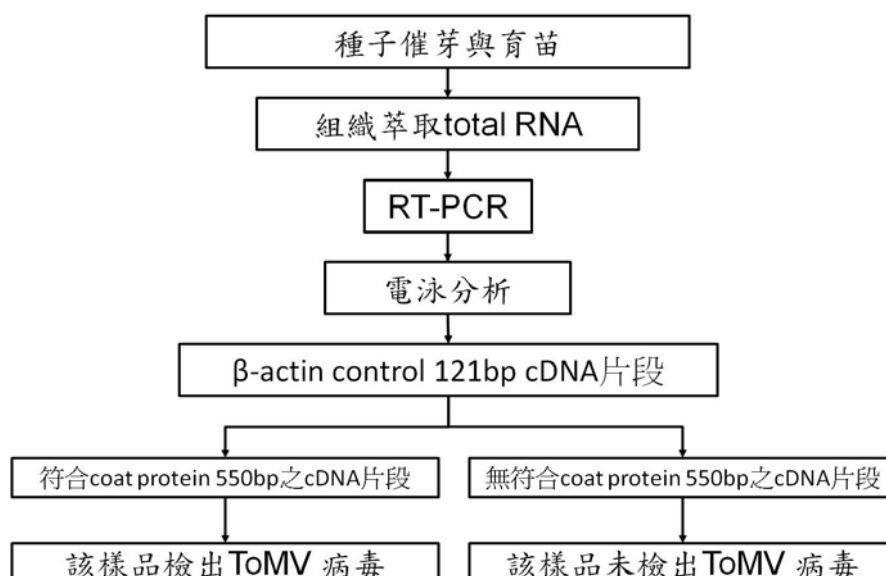 種子催芽與育苗
組織萃取total RNA
RT-PCR
電泳分析
β-actin control 121bp cDNA片段
符合coat protein 550bp之cDNA片段
無符合coat protein 550bp之cDNA片段
該樣品檢出ToMV 病毒
該樣品未檢出ToMV 病毒